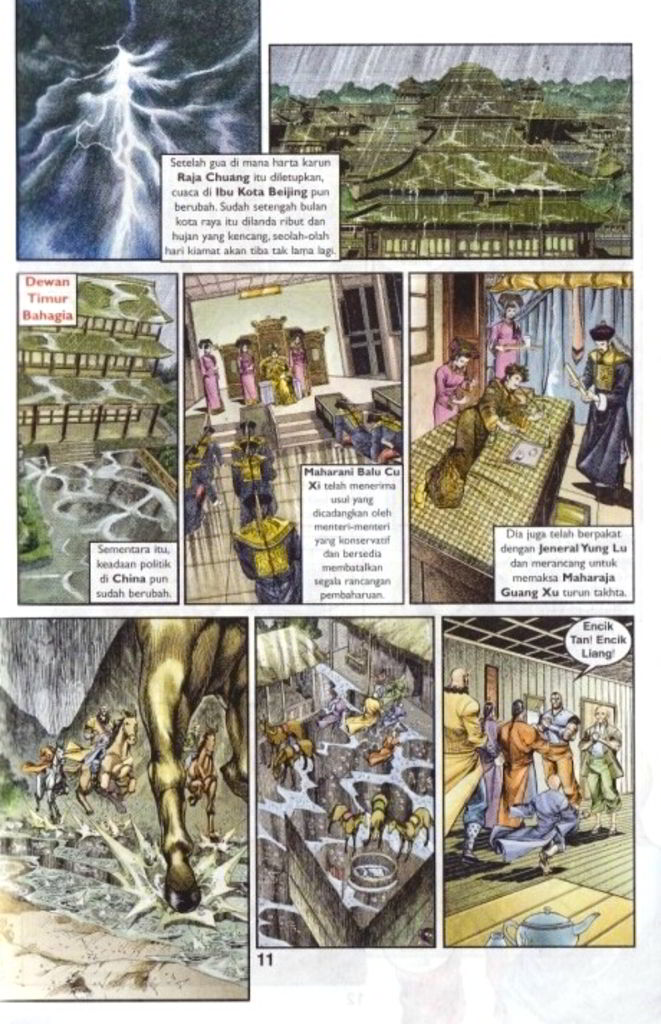 Setelah gua di mana harta karun
Raja Chuang itu diletupkan,
cuaca di Ibu Kota Beijing pun
berubah. Sudah setengah bulan
kota raya itu dilanda ribut dan
hujan yang kencang, seolah-olah
hari kiamat akan tiba tak lama lagi.
Dewan
Timur
Bahagia
Sementara itu,
keadaan politik
di China pun
sudah berubah.
Maharani Balu Cu
Xi telah menerima
usul yang
dicadangkan oleh
menteri-menteri
yang konservatif
dan bersedia
membatalkan
segala rancangan
pembaharuan.
Dia juga telah berpakat
dengan Jeneral Yung Lu
dan merancang untuk
memaksa Maharaja
Guang Xu turun takhta.
Encik
Tan! Encik
Liang!
11